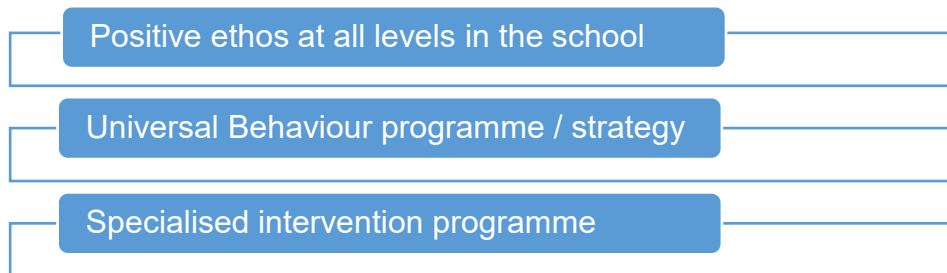 Positive ethos at all levels in the school
Universal Behaviour programme / strategy
Specialised intervention programme